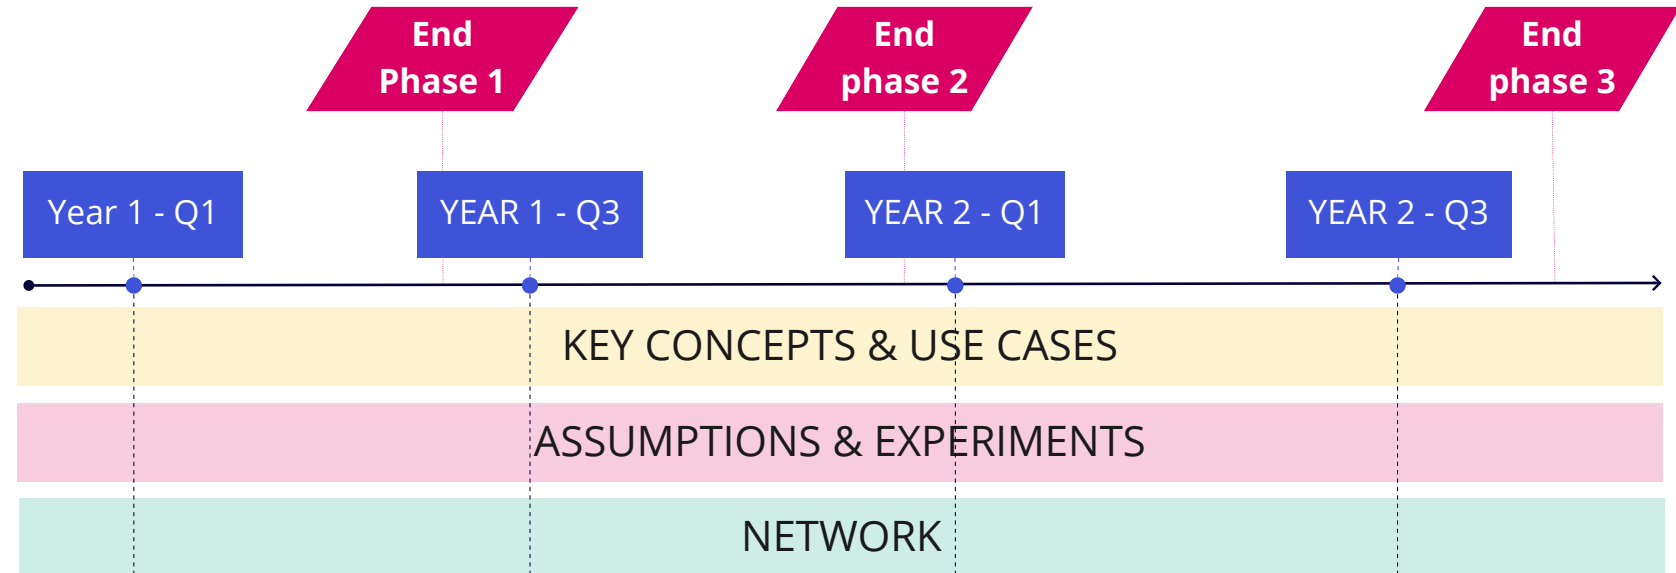 End
Phase 1
End
phase 2
End
phase 3
Year 1 - Q1
YEAR 1 - Q3
YEAR 2 - Q1
YEAR 2 - Q3
KEY CONCEPTS & USE CASES
ASSUMPTIONS & EXPERIMENTS
NETWORK